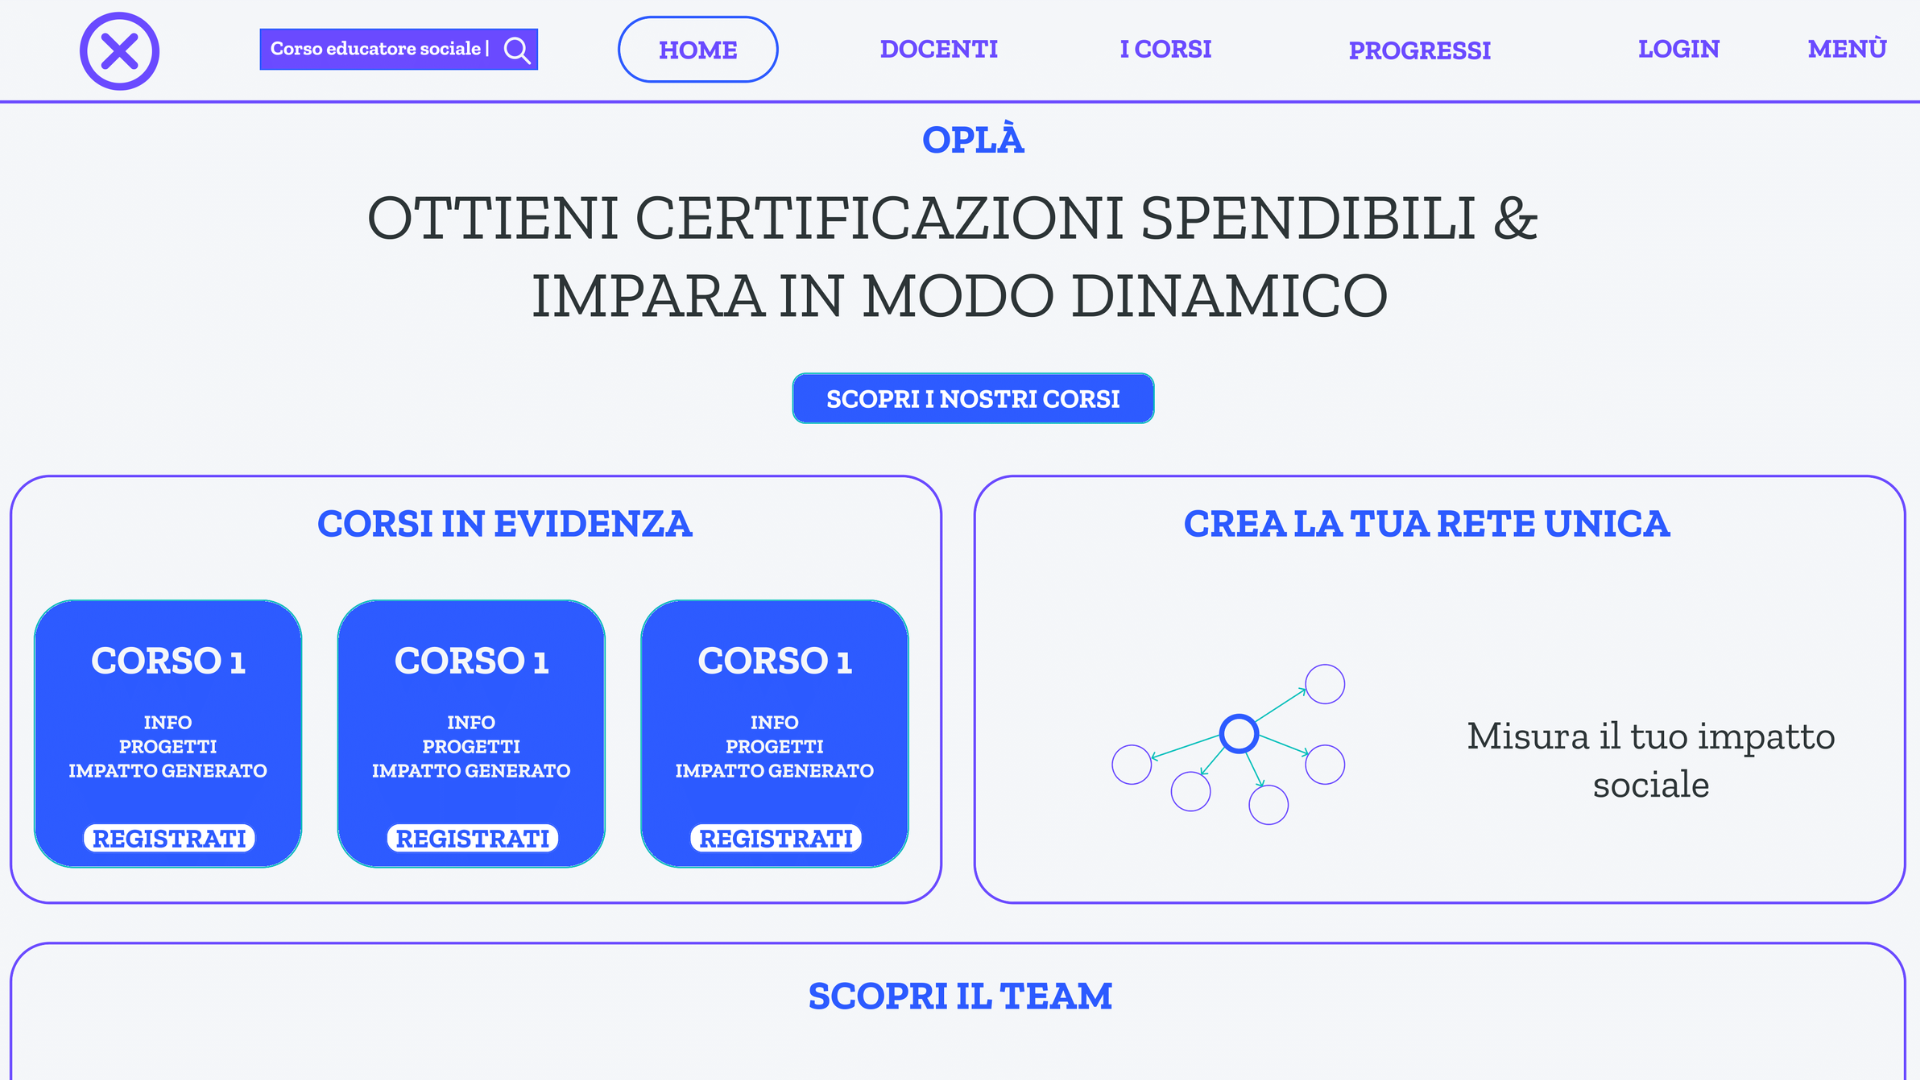 Corso educatore sociale |
HOME
DOCENTI
I CORSI
PROGRESSI
LOGIN
MENÙ
OPLÀ
OTTIENI CERTIFICAZIONI SPENDIBILI &
IMPARA IN MODO DINAMICO
SCOPRI I NOSTRI CORSI
CORSI IN EVIDENZA
CORSO 1
INFO
PROGETTI
IMPATTO GENERATO
REGISTRATI
CORSO 1
INFO
PROGETTI
IMPATTO GENERATO
REGISTRATI
CORSO 1
INFO
PROGETTI
IMPATTO GENERATO
REGISTRATI
CREA LA TUA RETE UNICA
Misura il tuo impatto
sociale
SCOPRI IL TEAM